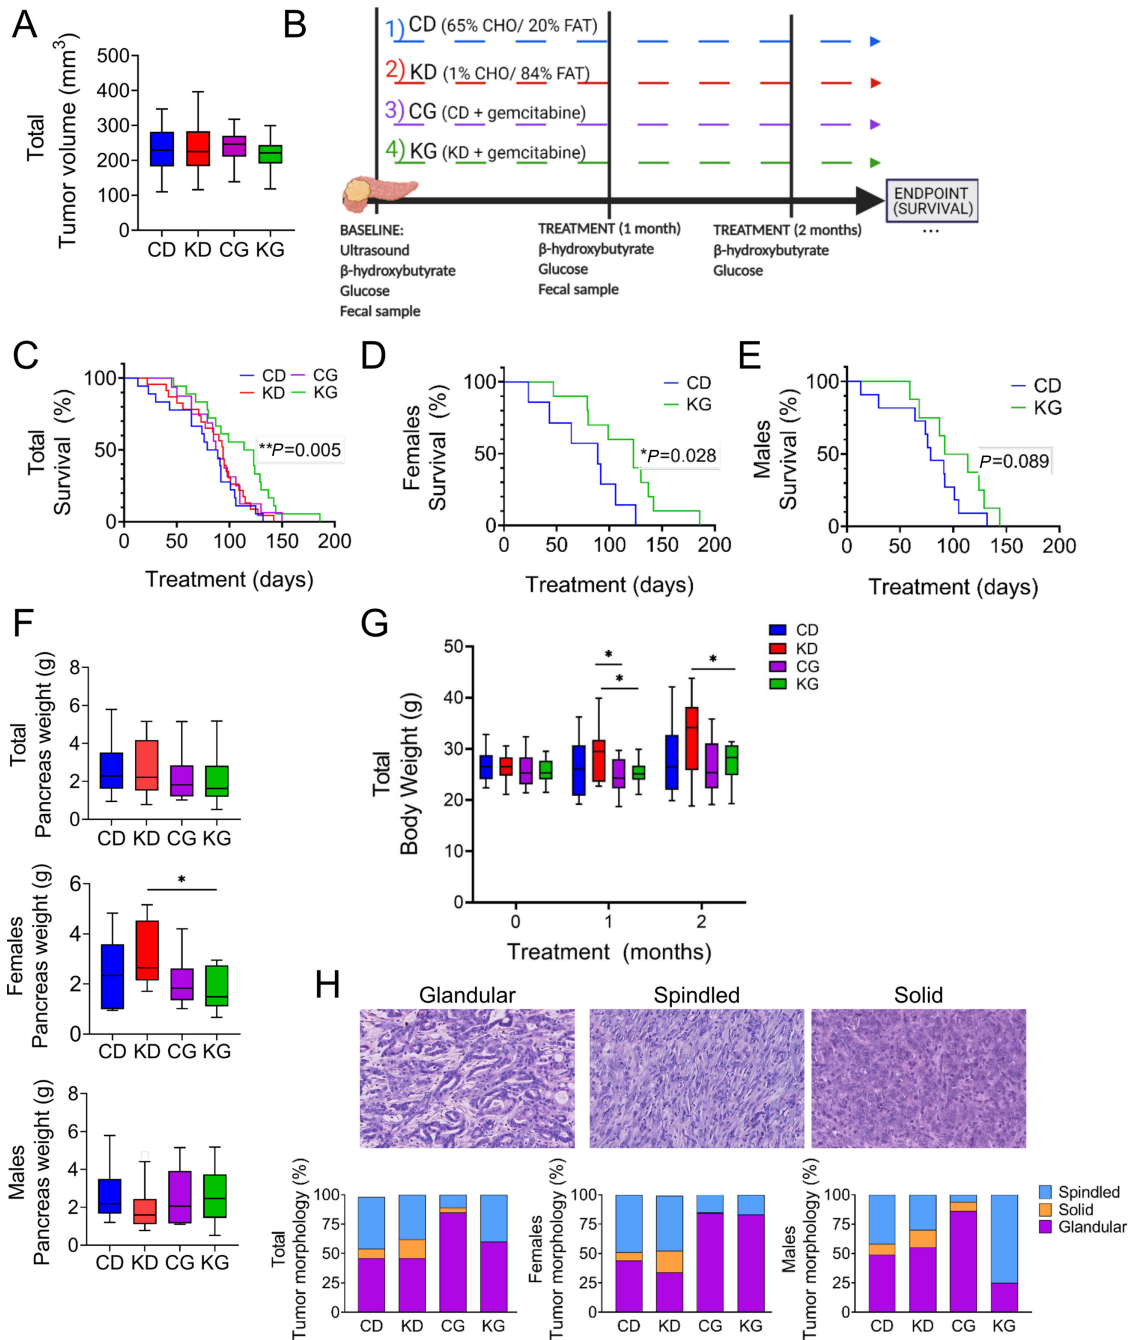 A
Total
Tumor volume (mm³)
500
400
300
200
100
0
CD KD CG KG
B
1) CD (65% CHO/ 20% FAT)
2) KD (1% CHO/ 84% FAT)
3) CG (CD + gemcitabine)
4) KG (KD + gemcitabine)
ENDPOINT
(SURVIVAL)
...
BASELINE:
Ultrasound
β-hydroxybutyrate
Glucose
Fecal sample
TREATMENT (1 month)
β-hydroxybutyrate
Glucose
Fecal sample
TREATMENT (2 months)
β-hydroxybutyrate
Glucose
C
Total
Survival (%)
100
50
0
0 50 100 150 200
Treatment (days)
CD CG
KD KG
**P=0.005
D
Females
Survival (%)
100
50
0
0 50 100 150 200
Treatment (days)
CD
KG
*P=0.028
E
Males
Survival (%)
100
50
0
0 50 100 150 200
Treatment (days)
CD
KG
P=0.089
F
Total
Pancreas weight (g)
8
6
4
2
0
CD KD CG KG
Females
Pancreas weight (g)
6
4
2
0
*
CD KD CG KG
Males
Pancreas weight (g)
8
6
4
2
0
CD KD CG KG
G
Total
Body Weight (g)
50
40
30
20
10
0
*
*
*
0 1 2
Treatment (months)
CD
KD
CG
KG
H
Glandular Spindled Solid
Total
Tumor morphology (%)
100
75
50
25
0
CD KD CG KG
Females
Tumor morphology (%)
100
75
50
25
0
CD KD CG KG
Males
Tumor morphology (%)
100
75
50
25
0
CD KD CG KG
Spindled
Solid
Glandular